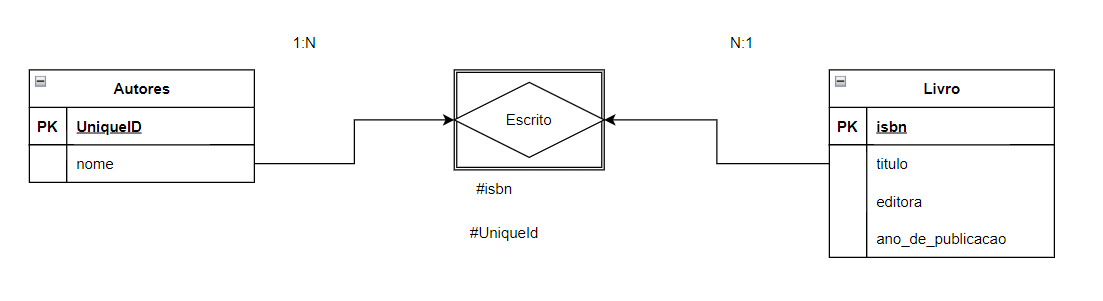 1:N
N:1
Autores
PK UniqueID
nome
Escrito
#isbn
#UniqueId
Livro
PK isbn
titulo
editora
ano_de_publicacao